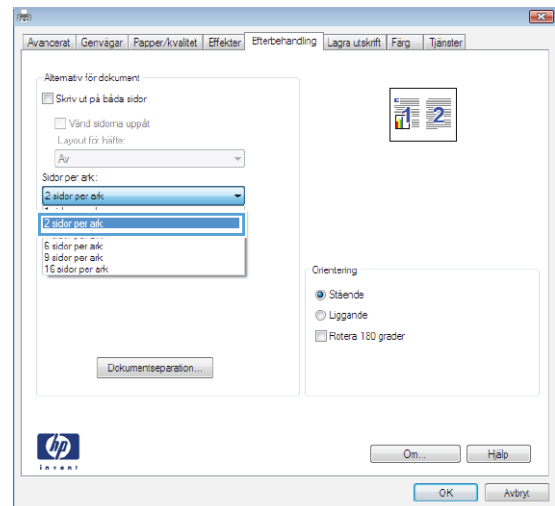 Avancerat Genvägar Papper/kvalitet Effekter Efterbehandling Lagra utskrift Färg Tjänster
Alternativ för dokument
Skriv ut på båda sidor
Vänd sidorna uppåt
Layout för häfte:
Av
Sidor per ark:
2 sidor per ark
2 sidor per ark
6 sidor per ark
9 sidor per ark
16 sidor per ark
1 2
Orientering
Stående
Liggande
Rotera 180 grader
Dokumentseparation...
hp
invent
Om... Hjälp
OK Avbryt